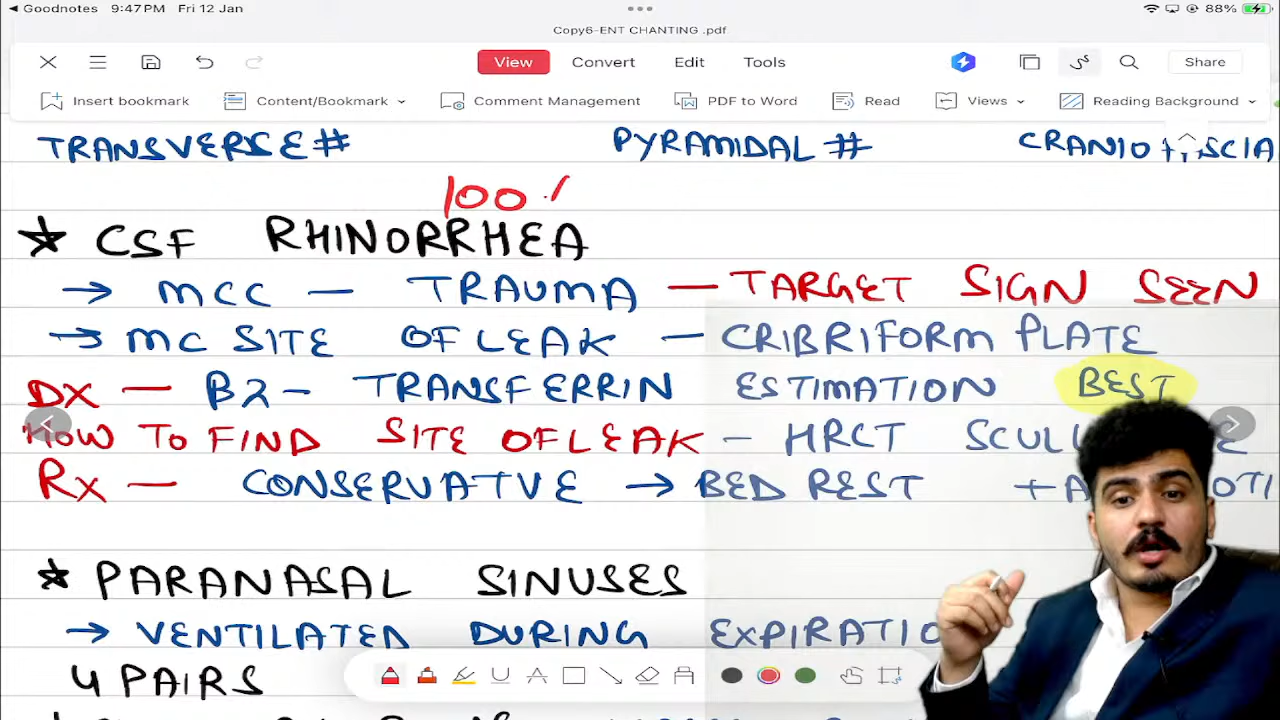 Goodnotes 9:47PM Fri 12 Jan 88%
Copy6-ENT CHANTING .pdf
View Convert Edit Tools Share
Insert bookmark Content/Bookmark Comment Management PDF to Word Read Views Reading Background
TRANSVERSE # PYRAMIDAL #
100 %
CSF RHINORRHEA
→ MCC - TRAUMA - TARGET SIGN SEEN
→ MC SITE OF LEAK - CRIBRIFORM PLATE
DX - B2- TRANSFERRIN ESTIMATION BEST
HOW TO FIND SITE OF LEAK - HRCT
Rx - CONSERVATVE → BED REST +
PARANASAL SINUSES
→ VENTILATED DURING
4 PAIRS